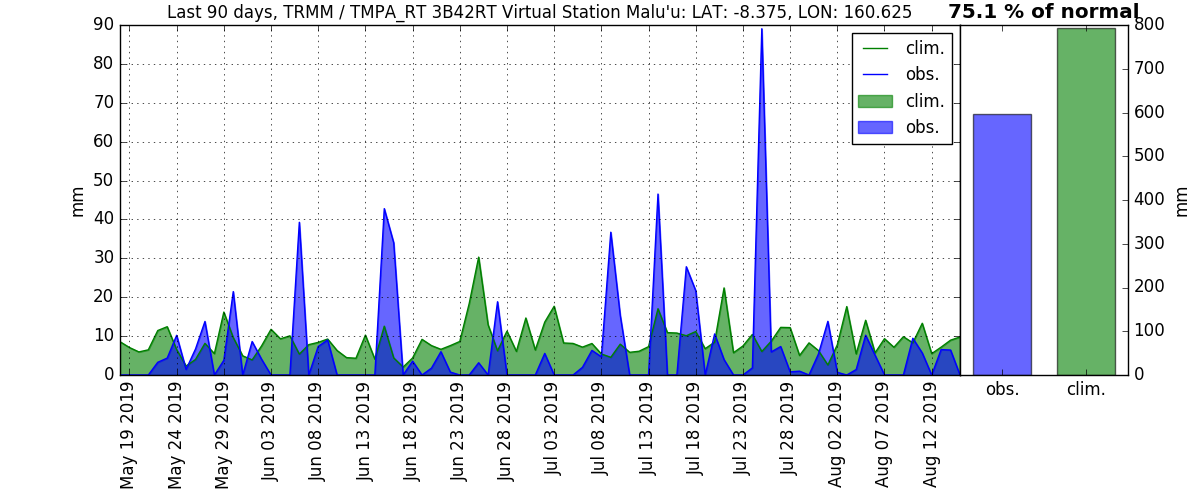 Last 90 days, TRMM / TMPA_RT 3B42RT Virtual Station Malu'u: LAT: -8.375, LON: 160.625
75.1 % of normal
90
80
70
60
50
40
30
20
10
0
mm
clim.
obs.
clim.
obs.
800
700
600
500
400
300
200
100
0
mm
obs.
clim.
May 19 2019
May 24 2019
May 29 2019
Jun 03 2019
Jun 08 2019
Jun 13 2019
Jun 18 2019
Jun 23 2019
Jun 28 2019
Jul 03 2019
Jul 08 2019
Jul 13 2019
Jul 18 2019
Jul 23 2019
Jul 28 2019
Aug 02 2019
Aug 07 2019
Aug 12 2019